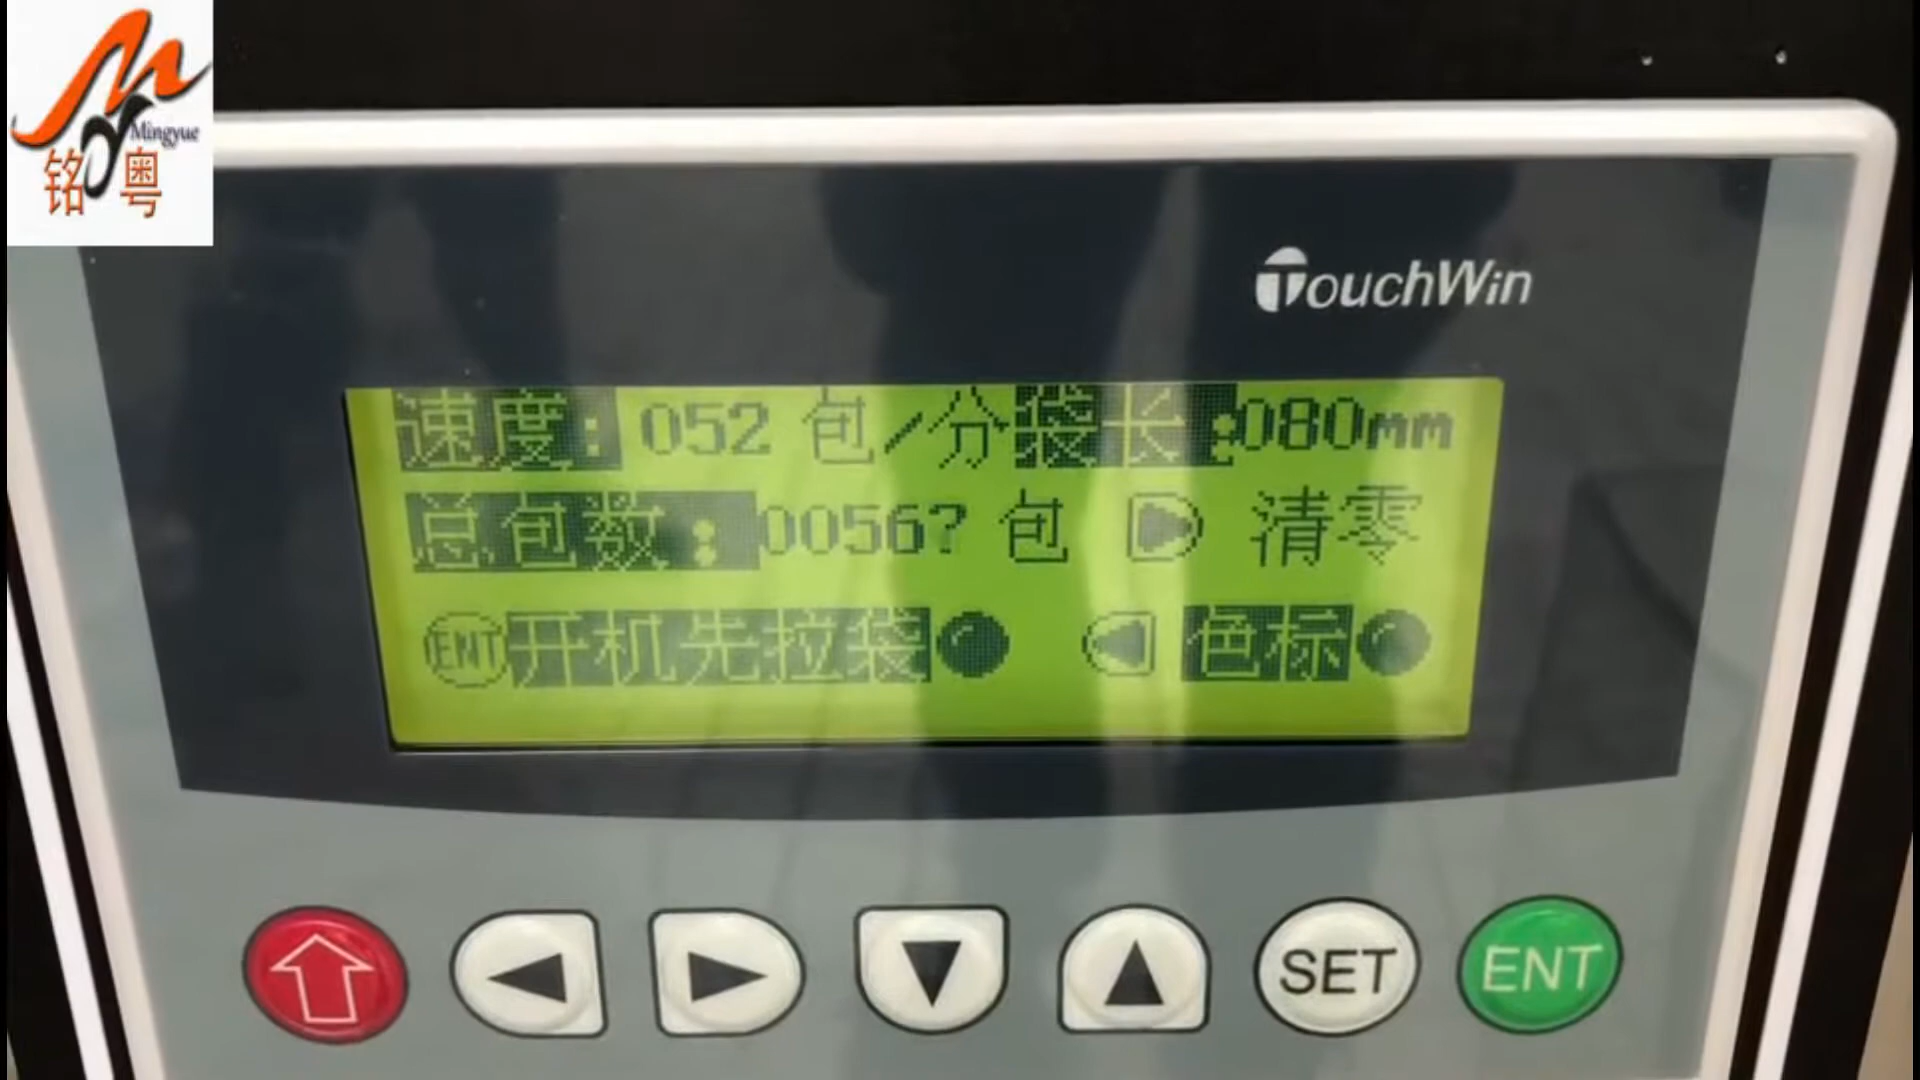 Mingyue
铭粤
TouchWin
速度: 052 包/分 袋长:080mm
总包数: 0056? 包 清零
ENT 开机先拉袋 色标
SET ENT